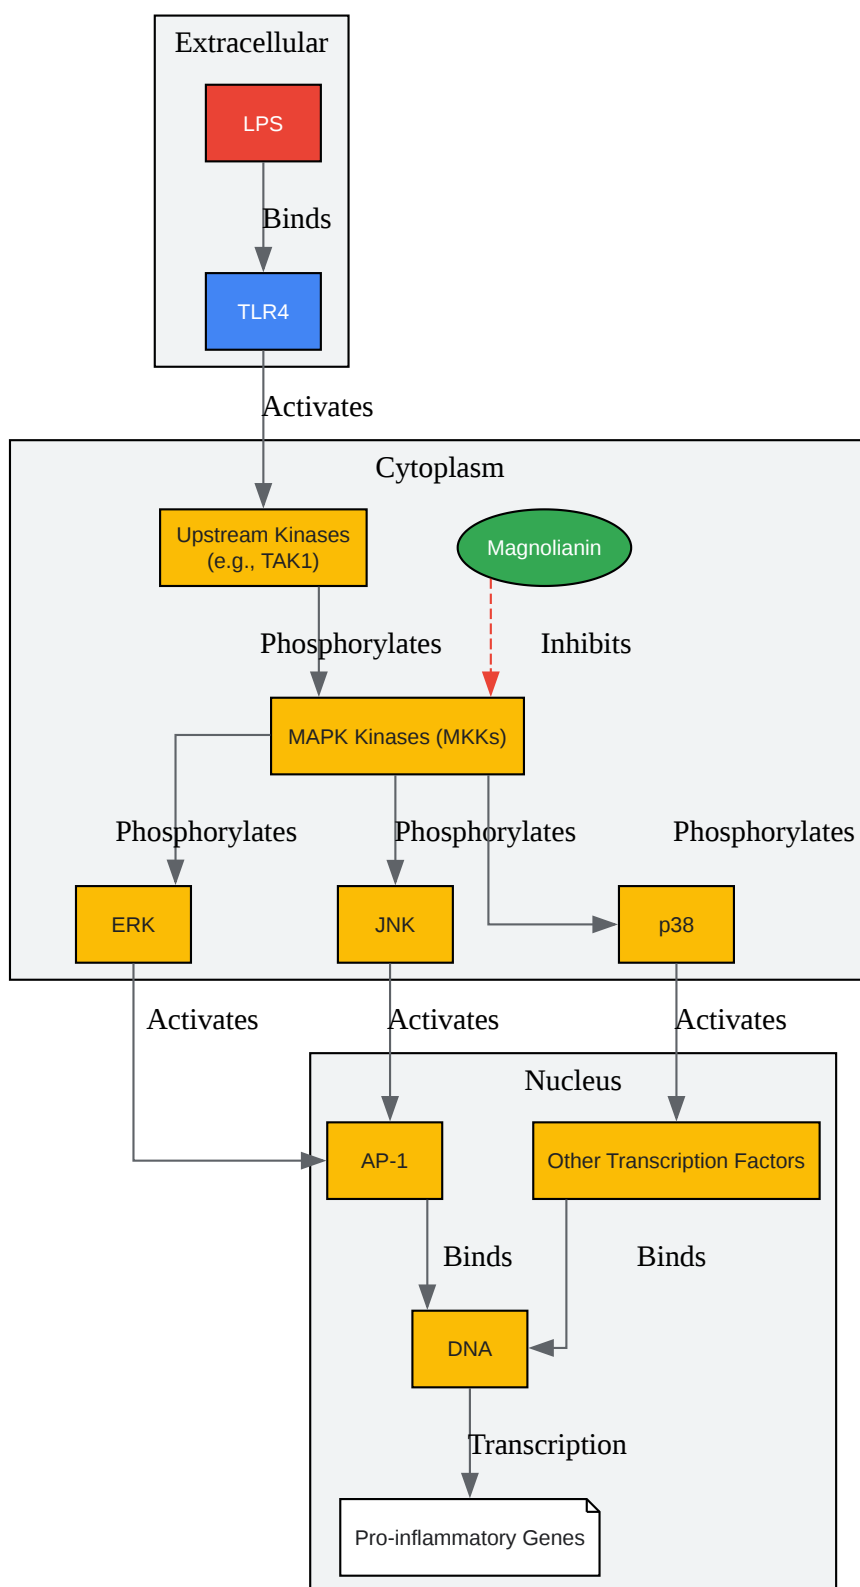 Extracellular
LPS
Binds
TLR4
Activates
Cytoplasm
Upstream Kinases
(e.g., TAK1)
Magnolianin
Phosphorylates
Inhibits
MAPK Kinases (MKKs)
Phosphorylates
Phosphorylates
Phosphorylates
ERK
JNK
p38
Activates
Activates
Activates
Nucleus
AP-1
Other Transcription Factors
Binds
Binds
DNA
Transcription
Pro-inflammatory Genes